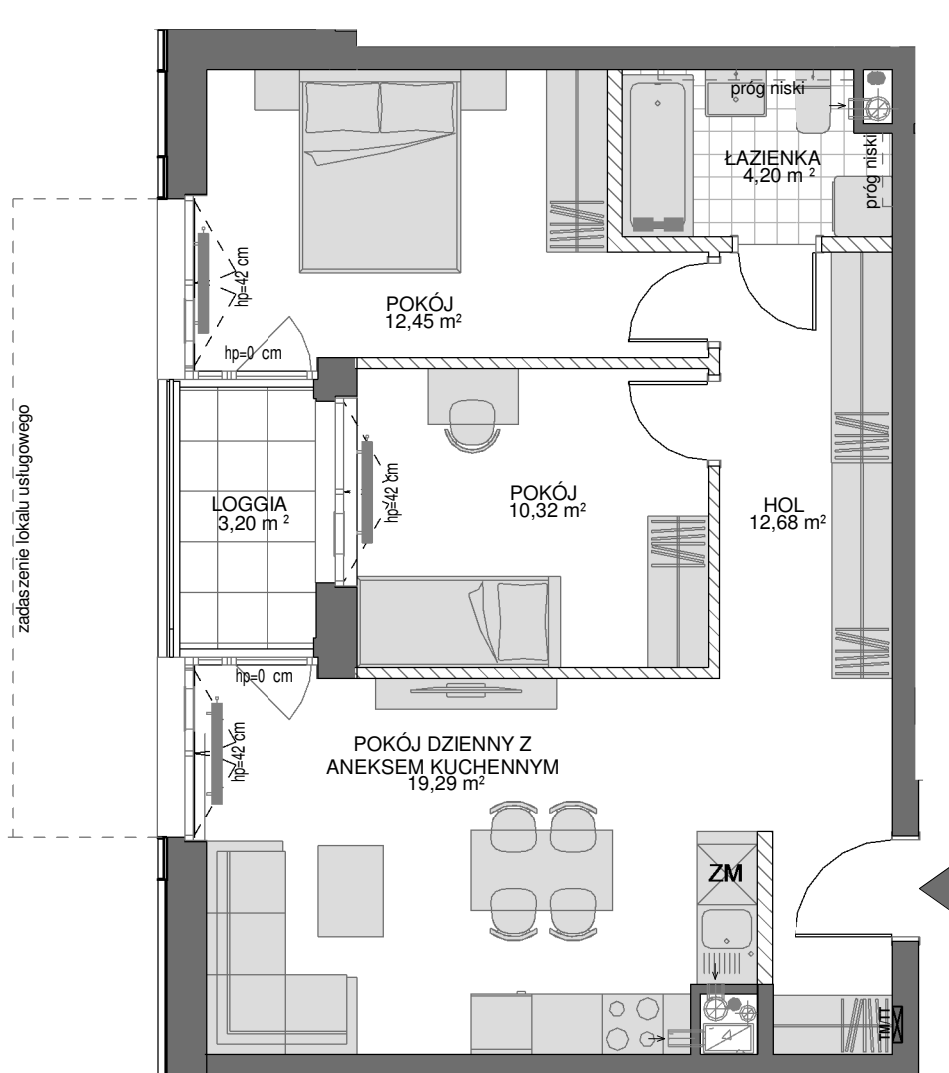 próg niski
ŁAZIENKA
4,20 m ²
próg niski
hp=42 cm
POKÓJ
12,45 m²
hp=0 cm
zadaszenie lokalu usługowego
LOGGIA
3,20 m ²
hp=42 cm
POKÓJ
10,32 m²
HOL
12,68 m²
hp=0 cm
hp=42 cm
POKÓJ DZIENNY Z
ANEKSEM KUCHENNYM
19,29 m²
ZM
TM/TT